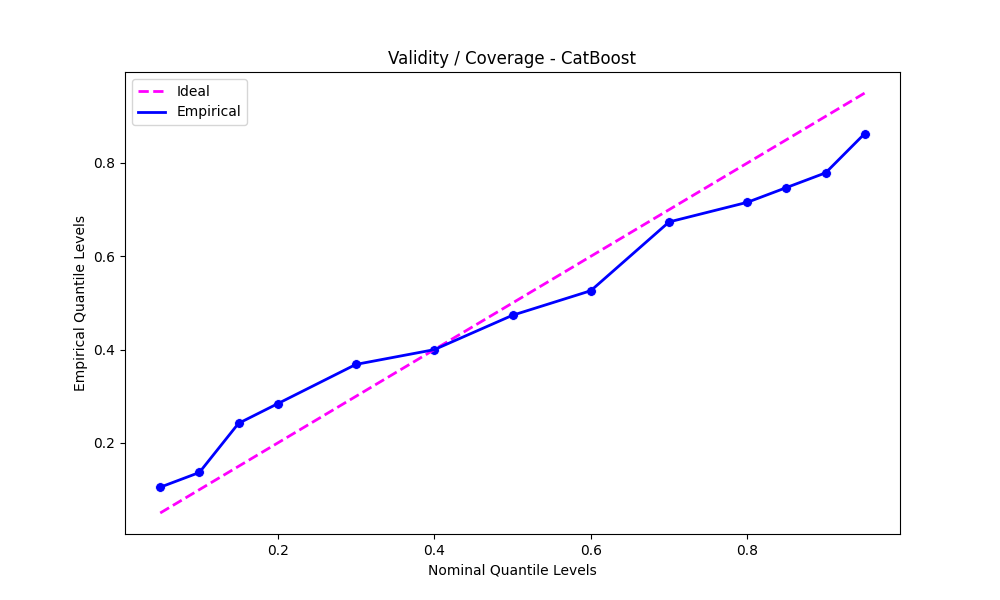 Validity / Coverage - CatBoost
Ideal
Empirical
Empirical Quantile Levels
0.8
0.6
0.4
0.2
0.2
0.4
0.6
0.8
Nominal Quantile Levels